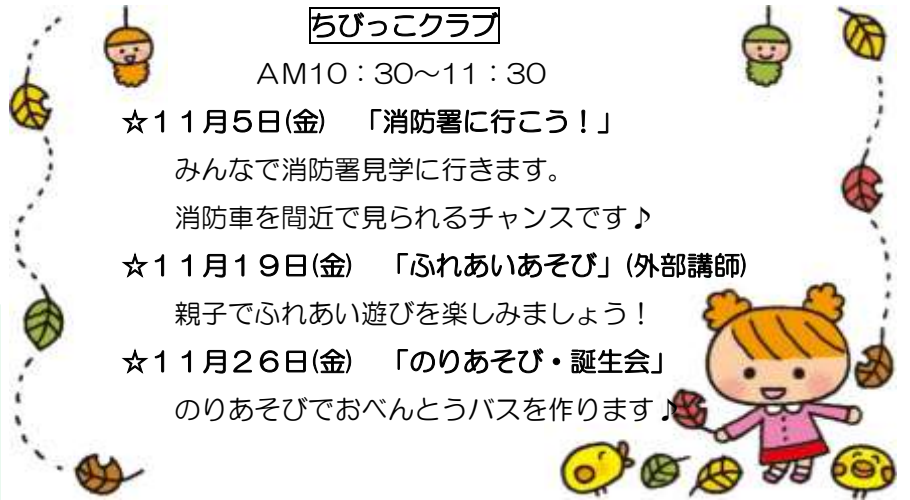 ちびっこクラブ
AM10：30～11：30
☆11月5日(金)　「消防署に行こう！」
みんなで消防署見学に行きます。
消防車を間近で見られるチャンスです♪
☆11月19日(金)　「ふれあいあそび」(外部講師)
親子でふれあい遊びを楽しみましょう！
☆11月26日(金)　「のりあそび・誕生会」
のりあそびでおべんとうバスを作ります♪